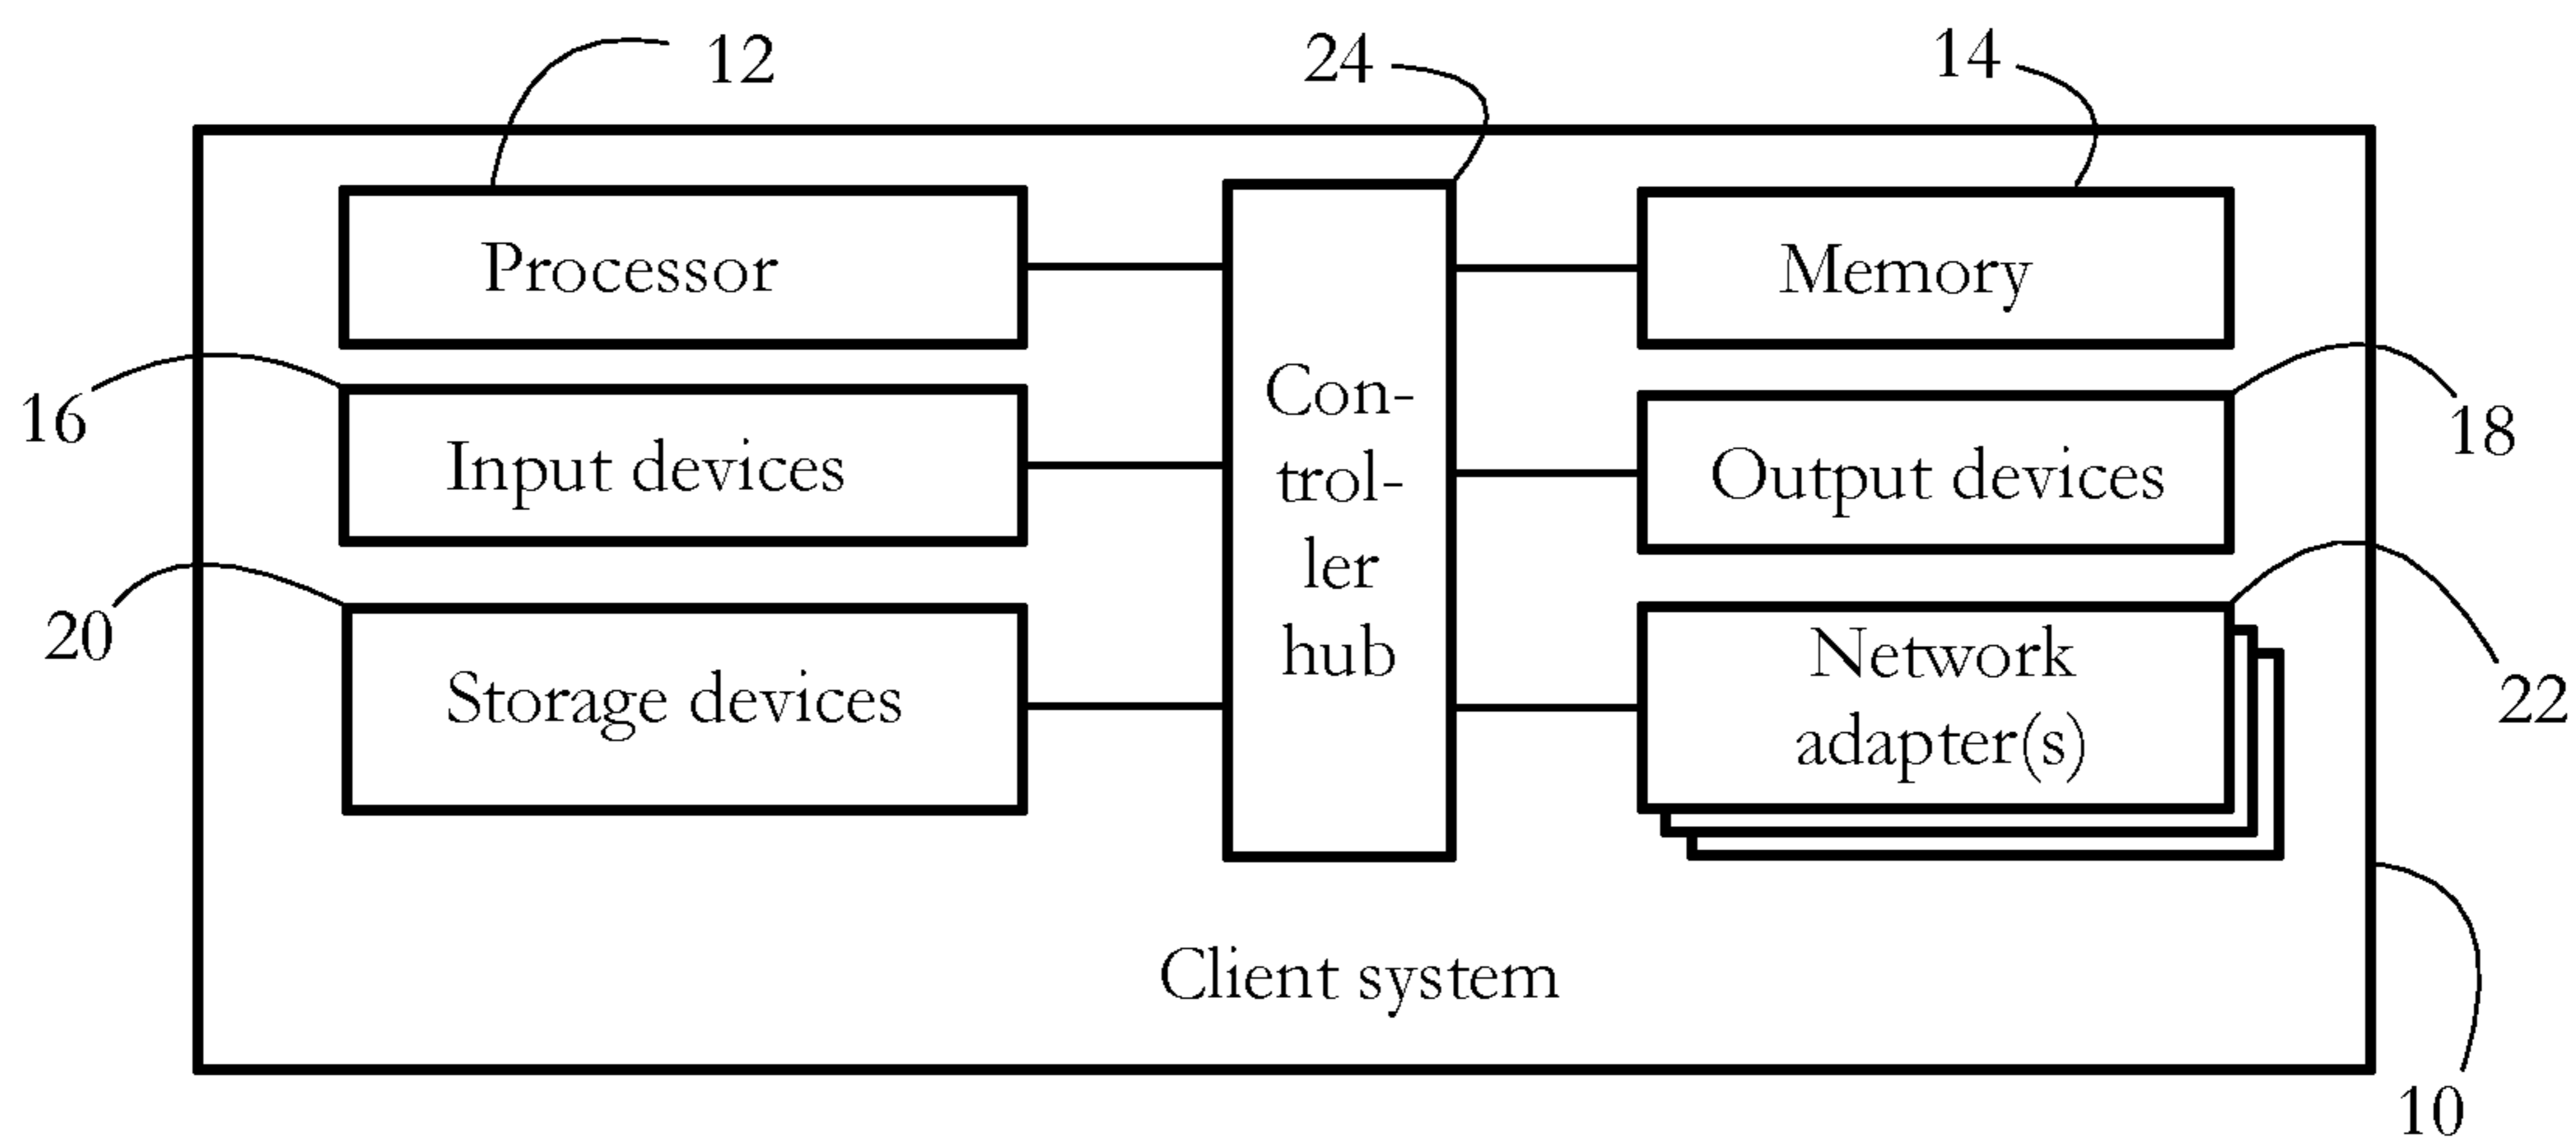 12
24
14
Processor
Memory
16
Input devices
Con-
trol-
ler
hub
Output devices
18
20
Storage devices
Network
adapter(s)
22
Client system
10